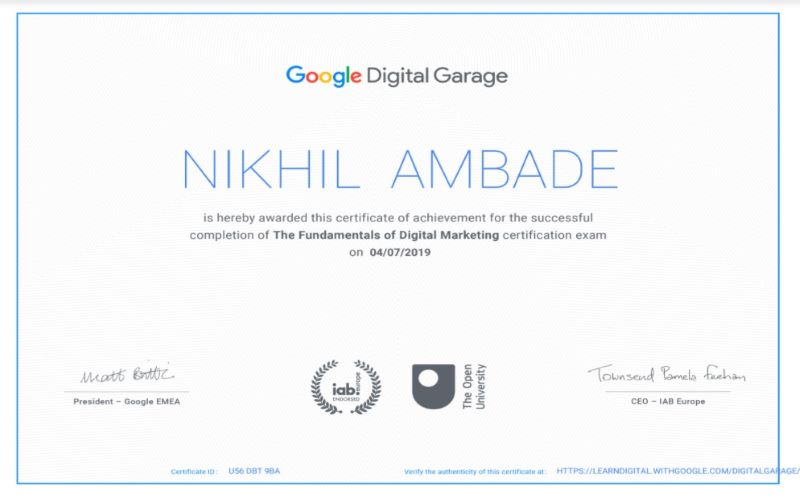 Google Digital Garage
NIKHIL AMBADE
is hereby awarded this certificate of achievement for the successful
completion of The Fundamentals of Digital Marketing certification exam
on 04/07/2019
Matt Brittin
President – Google EMEA
iab europe
ENDORSED
The Open
University
Townsend Pamela Feehan
CEO – IAB Europe
Certificate ID: U56 DBT 9BA
Verify the authenticity of this certificate at: HTTPS://LEARNDIGITAL.WITHGOOGLE.COM/DIGITALGARAGE/